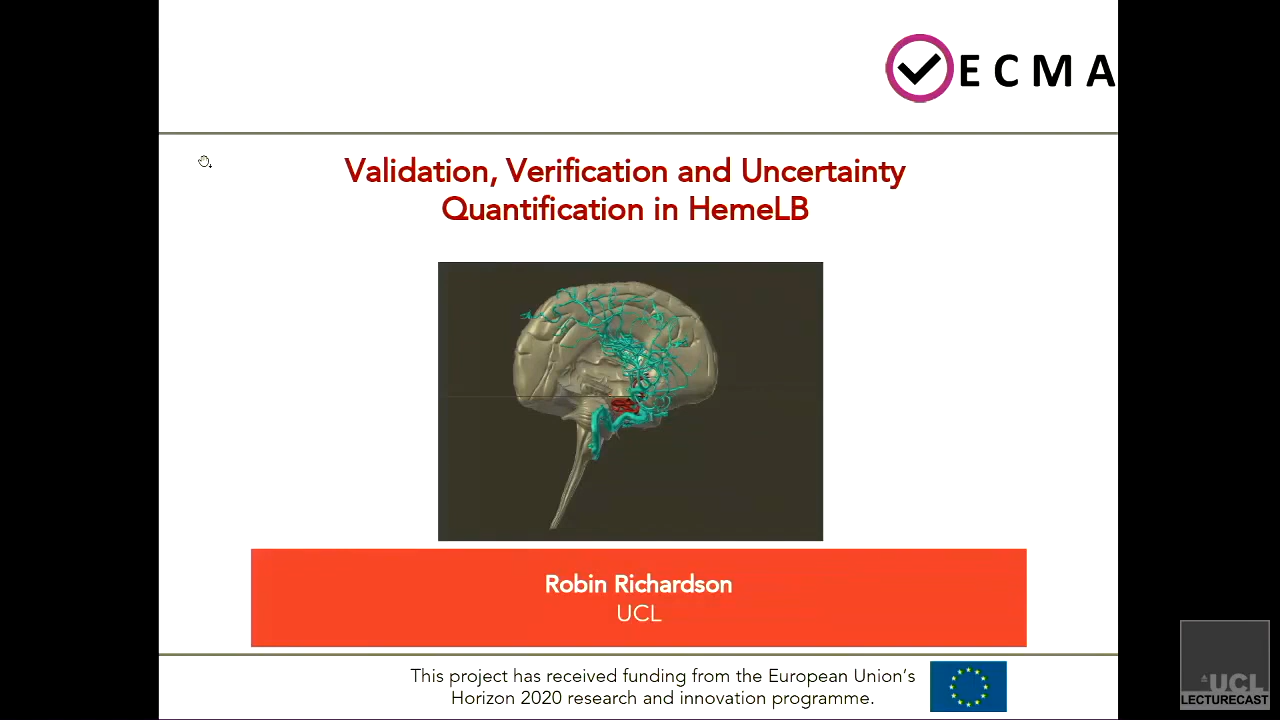 ECMA
Validation, Verification and Uncertainty
Quantification in HemeLB
Robin Richardson
UCL
This project has received funding from the European Union's
Horizon 2020 research and innovation programme.
UCL
LECTURECAST